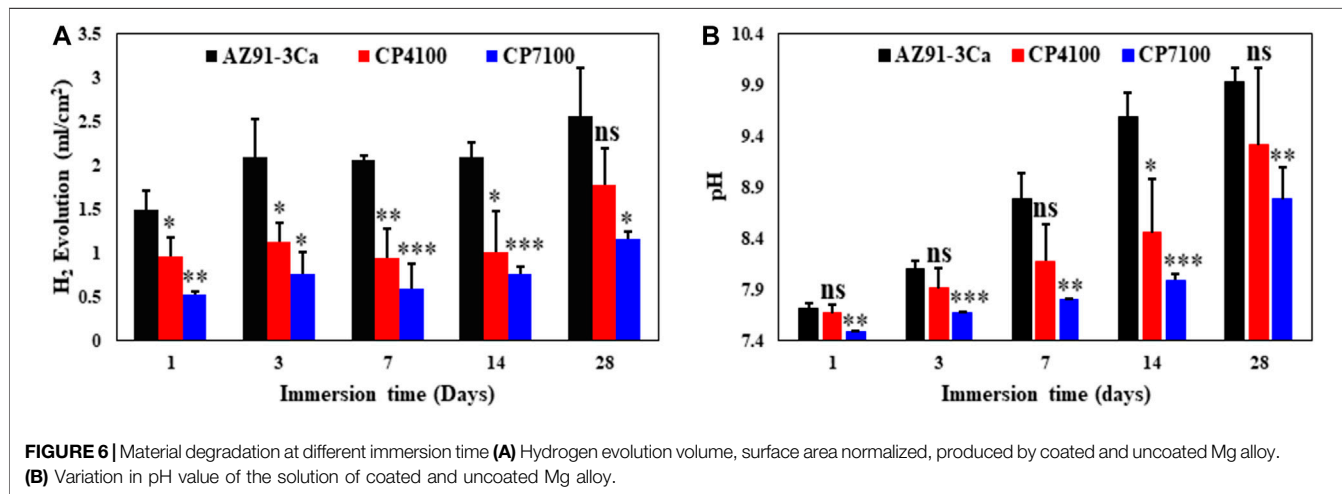 A
AZ91-3Ca CP4100 CP7100
3.5
3
2.5
2
1.5
1
0.5
0
H₂ Evolution (ml/cm²)
* ** * * ** *** * *** ns *
1 3 7 14 28
Immersion time (Days)
B
AZ91-3Ca CP4100 CP7100
10.4
9.9
9.4
8.9
8.4
7.9
7.4
pH
ns ** ns *** ns ** * *** ns **
1 3 7 14 28
Immersion time (days)
FIGURE 6 | Material degradation at different immersion time (A) Hydrogen evolution volume, surface area normalized, produced by coated and uncoated Mg alloy.
(B) Variation in pH value of the solution of coated and uncoated Mg alloy.